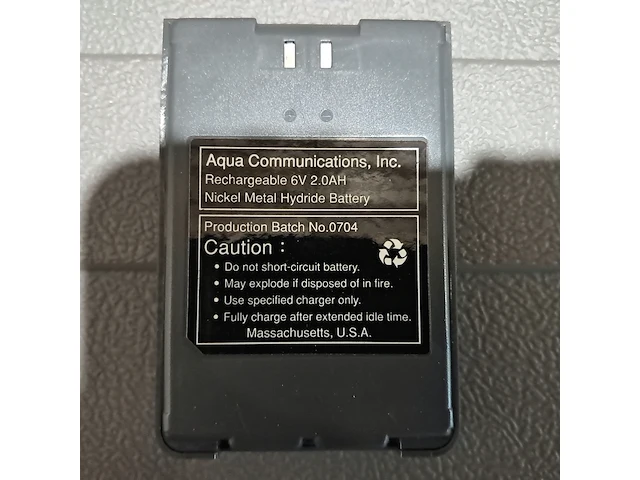 Aqua Communications, Inc.
Rechargeable 6V 2.0AH
Nickel Metal Hydride Battery
Production Batch No.0704
Caution :
• Do not short-circuit battery.
• May explode if disposed of in fire.
• Use specified charger only.
• Fully charge after extended idle time.
Massachusetts, U.S.A.